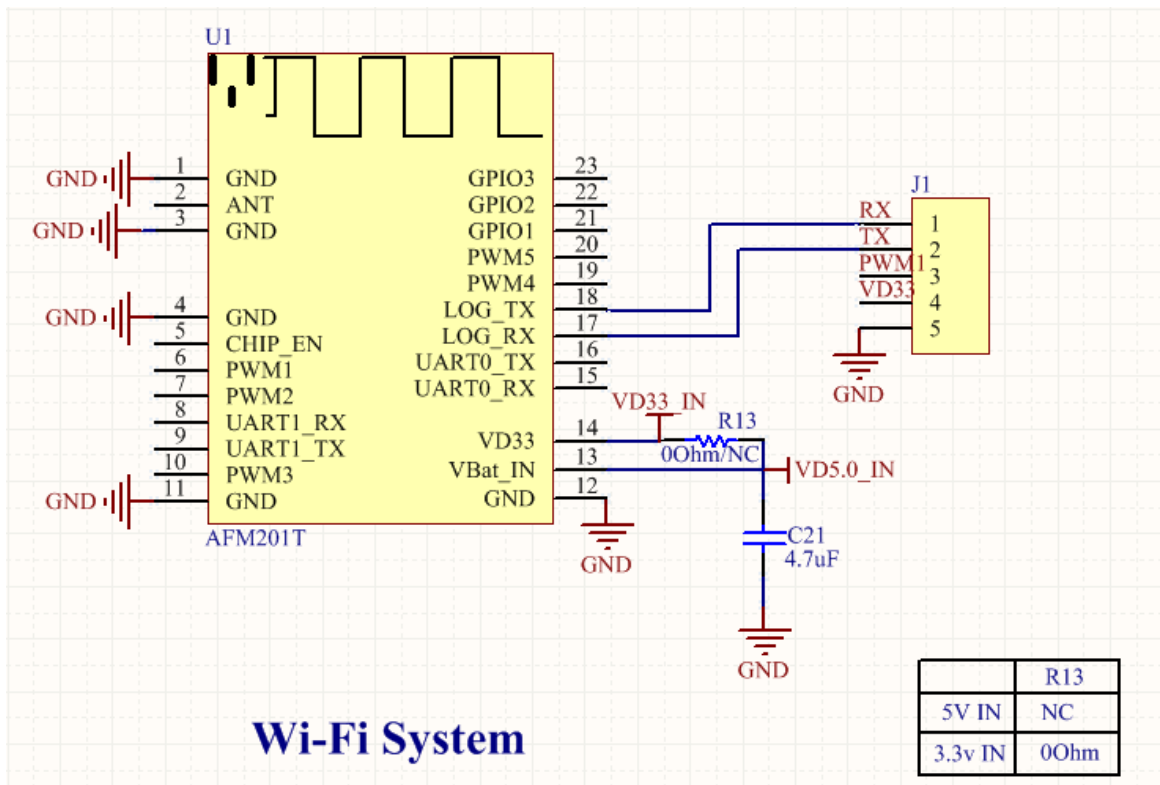 U1
GND 1 GND
2 ANT
GND 3 GND
GND 4 GND
5 CHIP_EN
6 PWM1
7 PWM2
8 UART1_RX
9 UART1_TX
10 PWM3
GND 11 GND
AFM201T
GPIO3 23
GPIO2 22
GPIO1 21
PWM5 20
PWM4 19
LOG_TX 18
LOG_RX 17
UART0_TX 16
UART0_RX 15
VD33 14
VBat_IN 13
GND 12
GND
VD33_IN
R13
0Ohm/NC
VD5.0_IN
C21
4.7uF
GND
J1
RX 1
TX 2
PWM1 3
VD33 4
5
GND
R13
5V IN NC
3.3v IN 0Ohm
Wi-Fi System